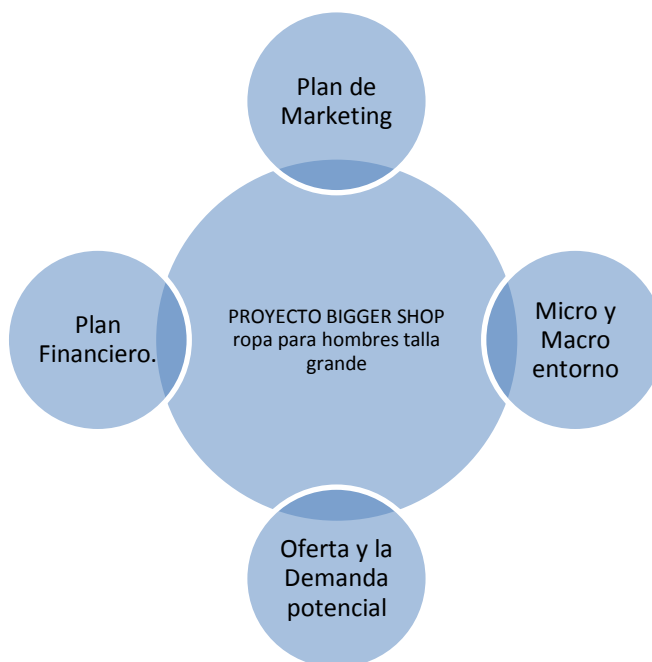 Plan de
Marketing
PROYECTO BIGGER SHOP
ropa para hombres talla
grande
Micro y
Macro
entorno
Oferta y la
Demanda
potencial
Plan
Financiero.